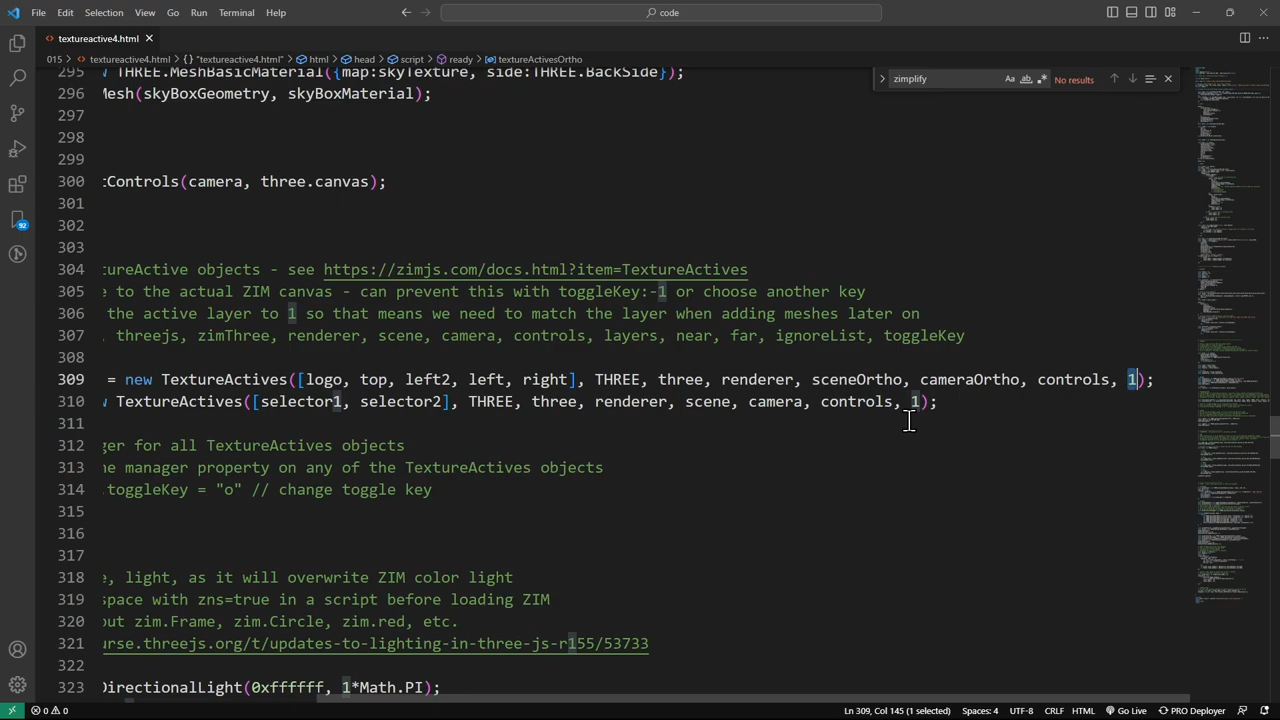 File Edit Selection View Go Run Terminal Help
code
textureactive4.html
015 > textureactive4.html > {} "textureactive4.html" > html > head > script > ready > textureActivesOrtho
zimplify
Aa ab .*
No results
295 w THREE.MeshBasicMaterial({map:skyTexture, side:THREE.BackSide});
296 Mesh(skyBoxGeometry, skyBoxMaterial);
297
298
299
300 tControls(camera, three.canvas);
301
302
303
304 tureActive objects - see https://zimjs.com/docs.html?item=TextureActives
305 e to the actual ZIM canvas - can prevent this with toggleKey:-1 or choose another key
306 the active layer to 1 so that means we need to match the layer when adding meshes later on
307 , threejs, zimThree, renderer, scene, camera, controls, layers, near, far, ignoreList, toggleKey
308
309 = new TextureActives([logo, top, left2, left, right], THREE, three, renderer, sceneOrtho, cameraOrtho, controls, 1);
310 w TextureActives([selector1, selector2], THREE, three, renderer, scene, camera, controls, 1);
311
312 ger for all TextureActives objects
313 he manager property on any of the TextureActives objects
314 .toggleKey = "o" // change toggle key
315
316
317
318 e, light, as it will overwrite ZIM color light
319 space with zns=true in a script before loading ZIM
320 out zim.Frame, zim.Circle, zim.red, etc.
321 urse.threejs.org/t/updates-to-lighting-in-three-js-r155/53733
322
323 DirectionalLight(0xffffff, 1*Math.PI);
92
0 0
Ln 309, Col 145 (1 selected) Spaces: 4 UTF-8 CRLF HTML Go Live PRO Deployer